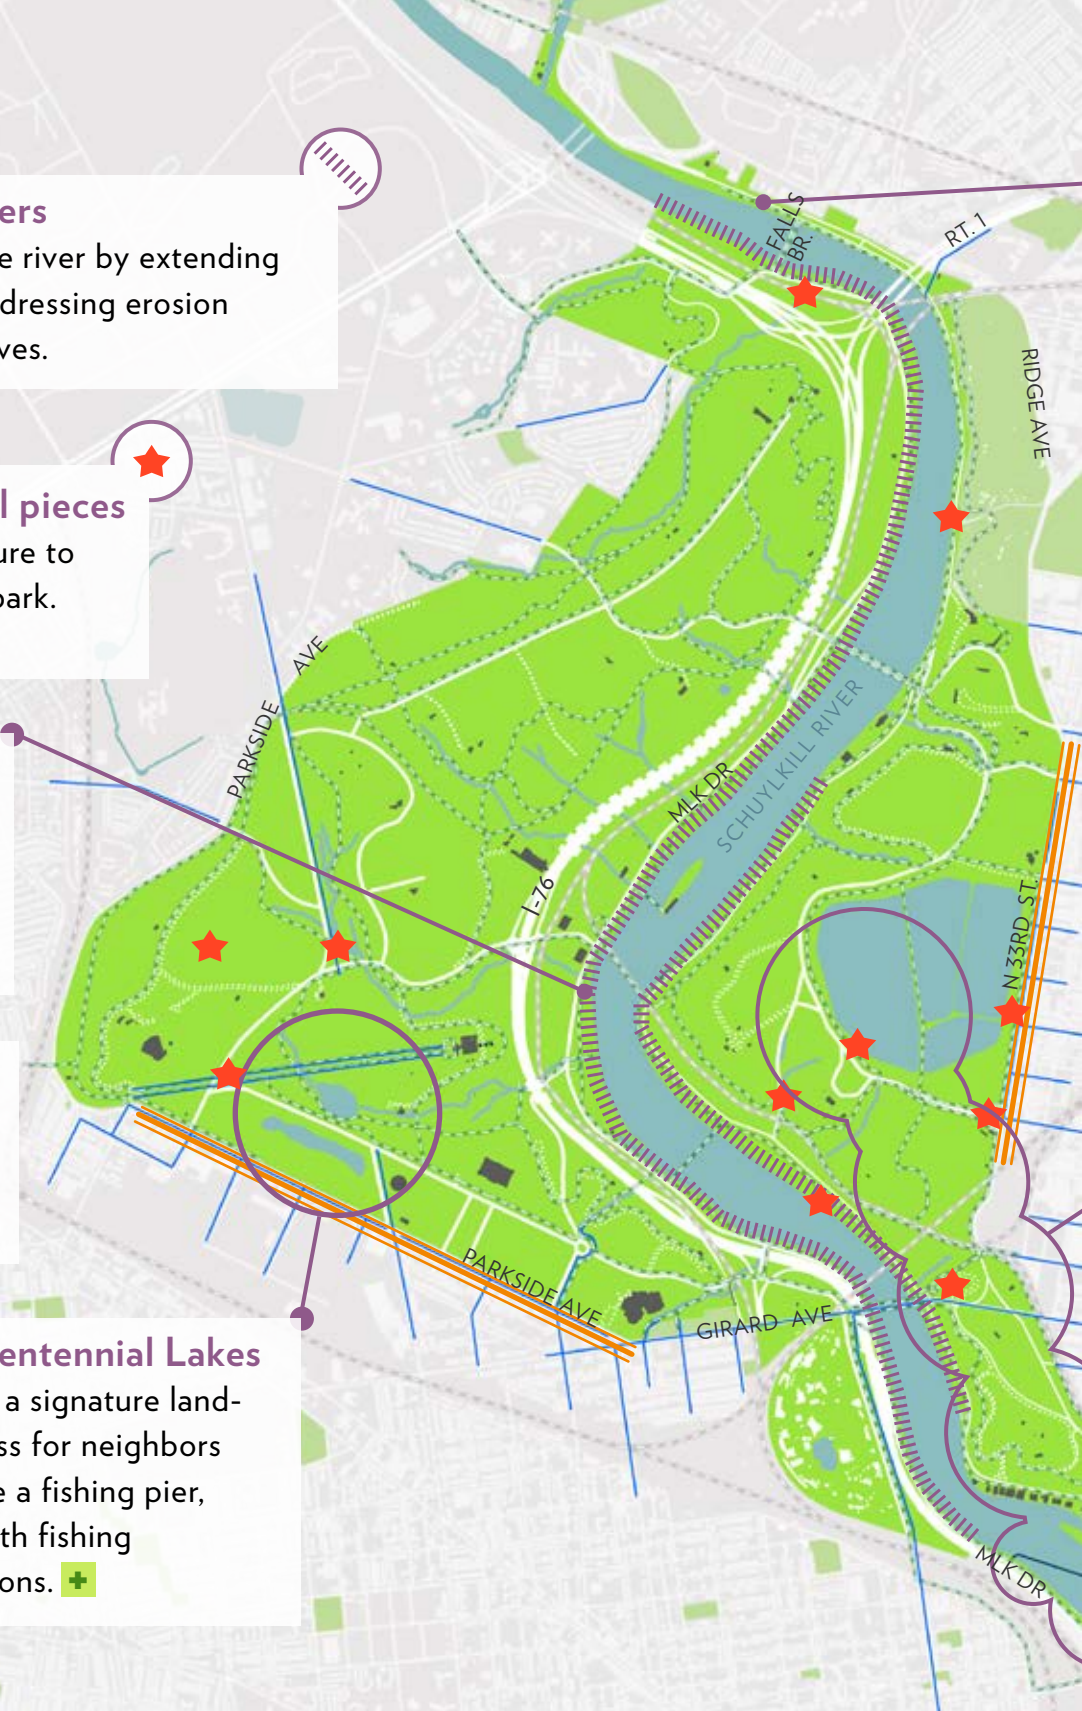 ers
e river by extending
dressing erosion
ves.
l pieces
ure to
park.
entennial Lakes
a signature land-
ss for neighbors
e a fishing pier,
th fishing
ons.
FALLS
BR.
RT. 1
RIDGE AVE
PARKSIDE AVE
MLK DR
SCHUYLKILL RIVER
I-76
N 33RD ST.
PARKSIDE AVE
GIRARD AVE
MLK DR